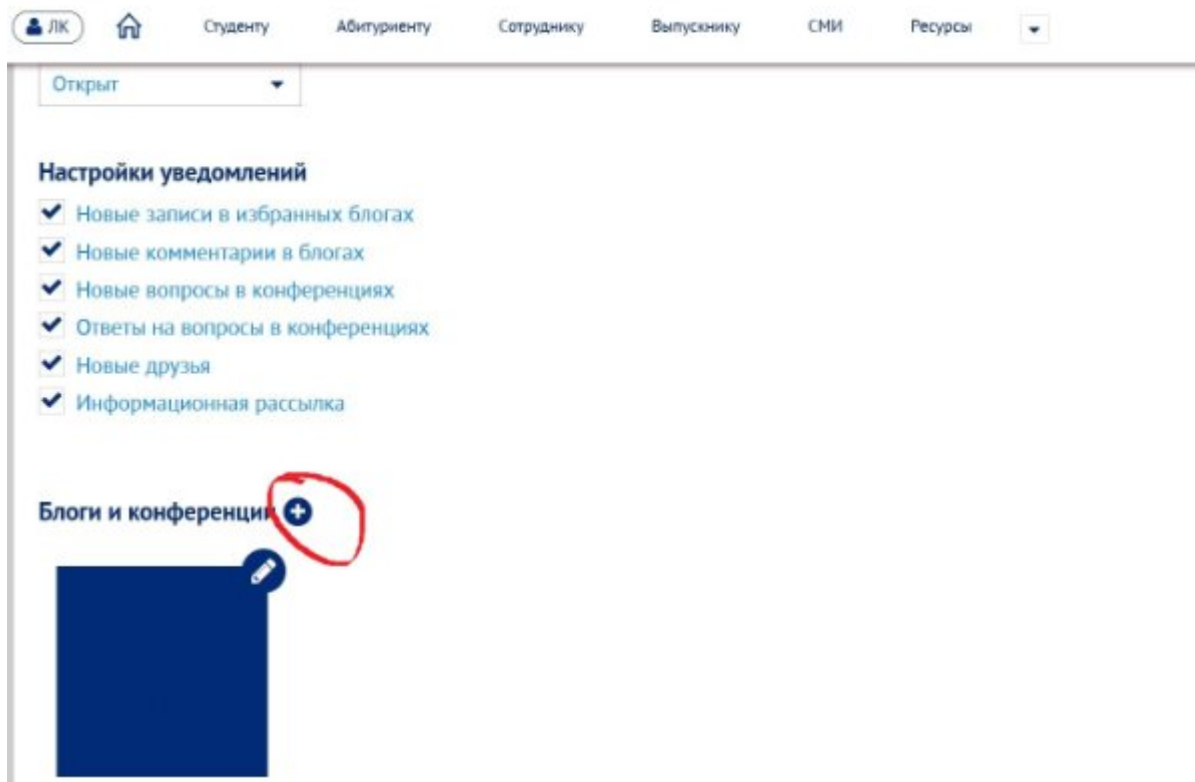 ЛК Студенту Абитуриенту Сотруднику Выпускнику СМИ Ресурсы
Открыт
Настройки уведомлений
Новые записи в избранных блогах
Новые комментарии в блогах
Новые вопросы в конференциях
Ответы на вопросы в конференциях
Новые друзья
Информационная рассылка
Блоги и конференции